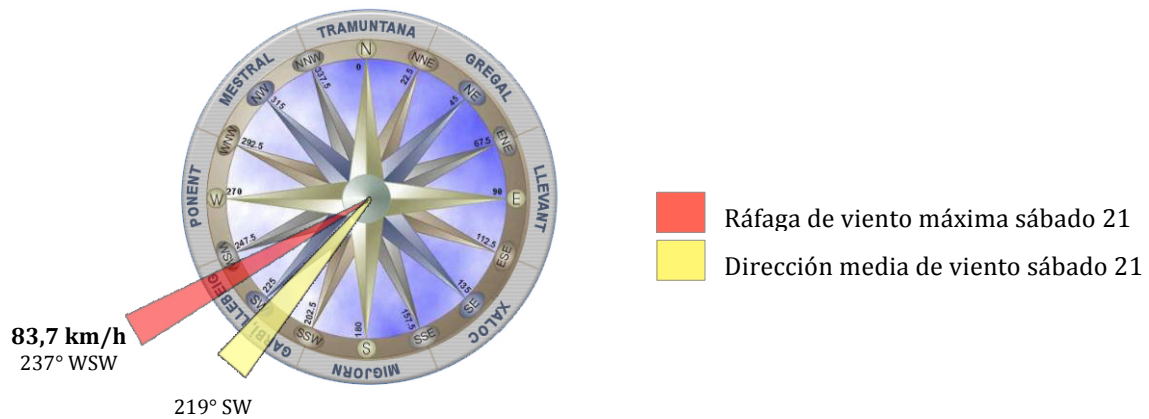 TRAMUNTANA
MESTRAL
GREGAL
N
NNW
NNE
0
337.5
22.5
NW
NE
315
45
WNW
ENE
292.5
67.5
PONENT
W
270
90
E
LLEVANT
247.5
112.5
WSW
ESE
225
135
SW
SE
202.5
180
157.5
SSW
S
SSE
GARBI, LLEBEIG
XALOC
MIGJORN
83,7 km/h
237° WSW
219° SW
Ráfaga de viento máxima sábado 21
Dirección media de viento sábado 21